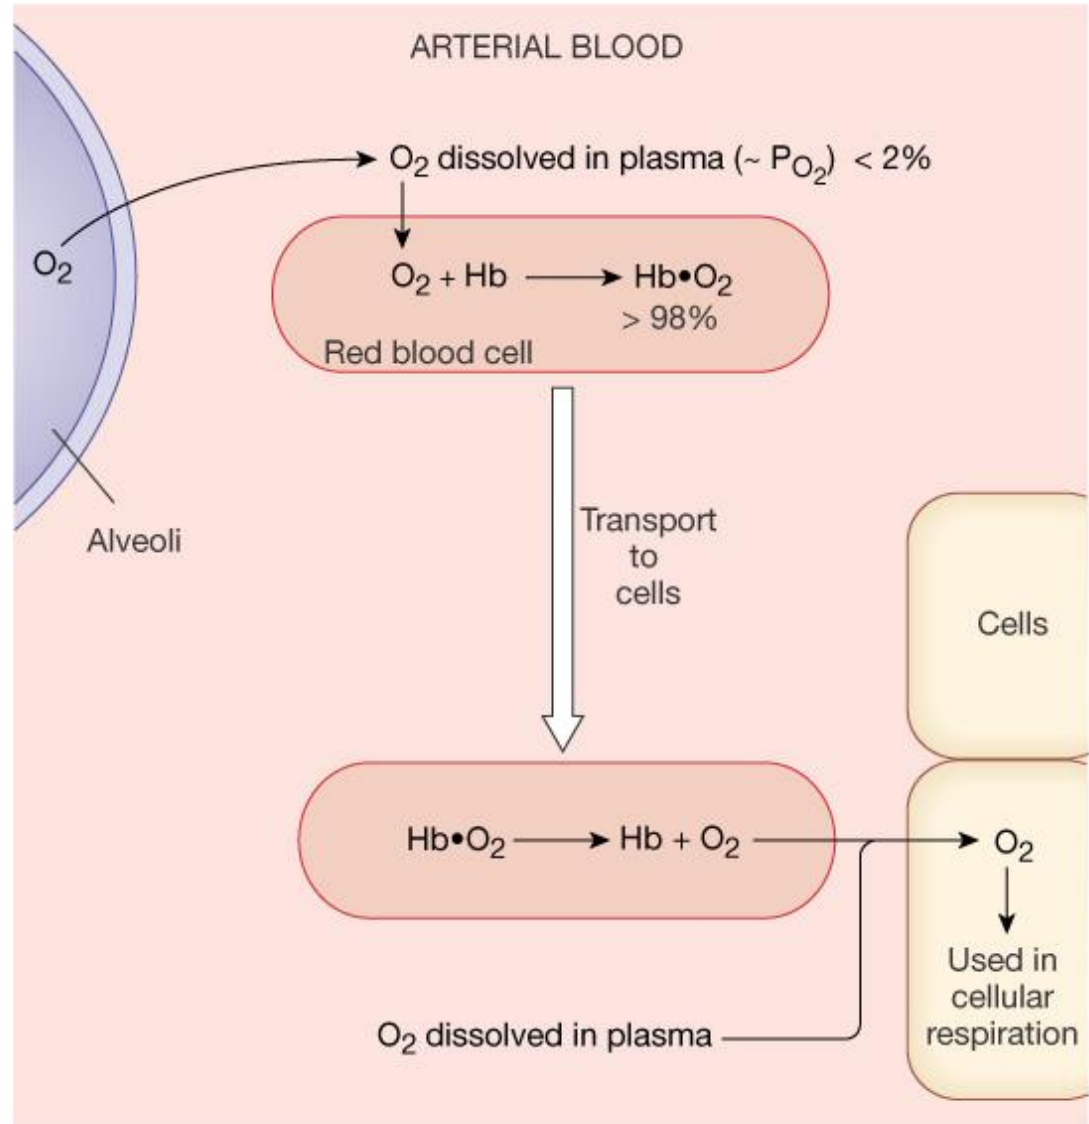 ARTERIAL BLOOD
O₂ dissolved in plasma (~ P_O₂) < 2%
O₂
O₂ + Hb → Hb•O₂
> 98%
Red blood cell
Alveoli
Transport
to
cells
Cells
Hb•O₂ → Hb + O₂
O₂
Used in
cellular
respiration
O₂ dissolved in plasma